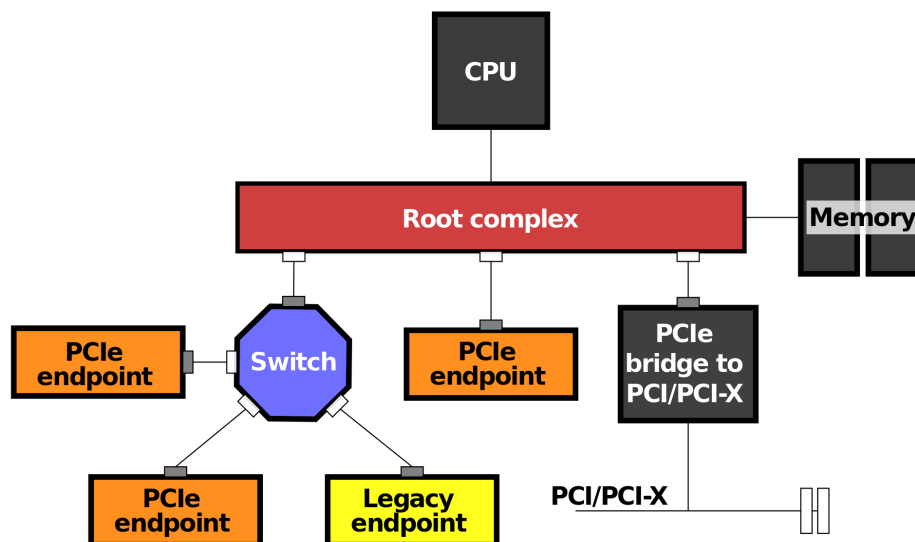 CPU
Root complex
Memory
PCIe
endpoint
Switch
PCIe
endpoint
PCIe
bridge to
PCI/PCI-X
PCIe
endpoint
Legacy
endpoint
PCI/PCI-X